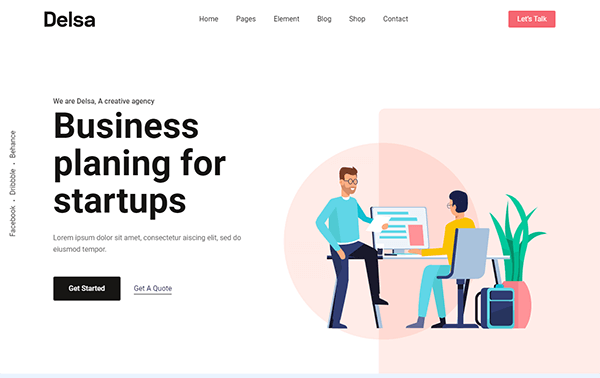 Delsa
Home Pages Element Blog Shop Contact
Let's Talk
Facebook • Dribbble • Behance
We are Delsa, A creative agency
Business
planing for
startups
Lorem ipsum dolor sit amet, consectetur aiscing elit, sed do
eiusmod tempor.
Get Started
Get A Quote